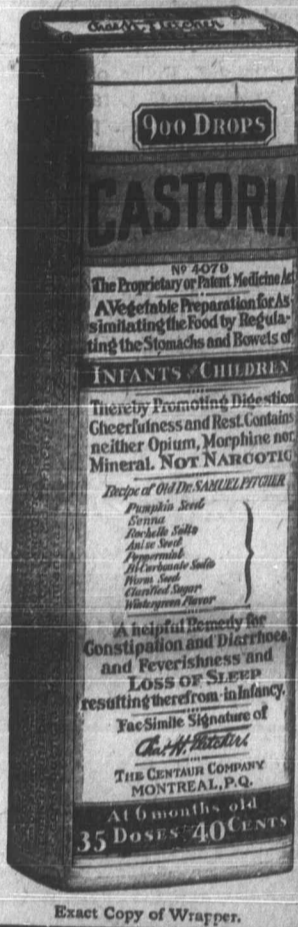 Chas. H. Fletcher
900 DROPS
CASTORIA
Nº 4079
The Proprietary or Patent Medicine Act
A Vegetable Preparation for As-
similating the Food by Regula-
ting the Stomachs and Bowels of
INFANTS CHILDREN
Thereby Promoting Digestion
Cheerfulness and Rest. Contains
neither Opium, Morphine nor
Mineral. NOT NARCOTIC
Recipe of Old Dr. SAMUEL PITCHER
Pumpkin Seed
Senna
Rochelle Salts
Anise Seed
Peppermint
Bi-Carbonate Soda
Worm Seed
Clarified Sugar
Wintergreen Flavor
A helpful Remedy for
Constipation and Diarrhoea
and Feverishness and
LOSS OF SLEEP
resulting therefrom in Infancy.
Fac-Simile Signature of
Chas. H. Fletcher.
THE CENTAUR COMPANY
MONTREAL, P.Q.
At 6 months old
35 DOSES 40 CENTS
Exact Copy of Wrapper.